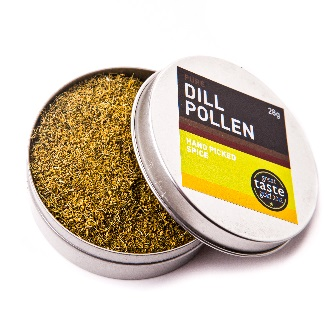 PURE
DILL
POLLEN
28g
HAND PICKED
SPICE
great
taste